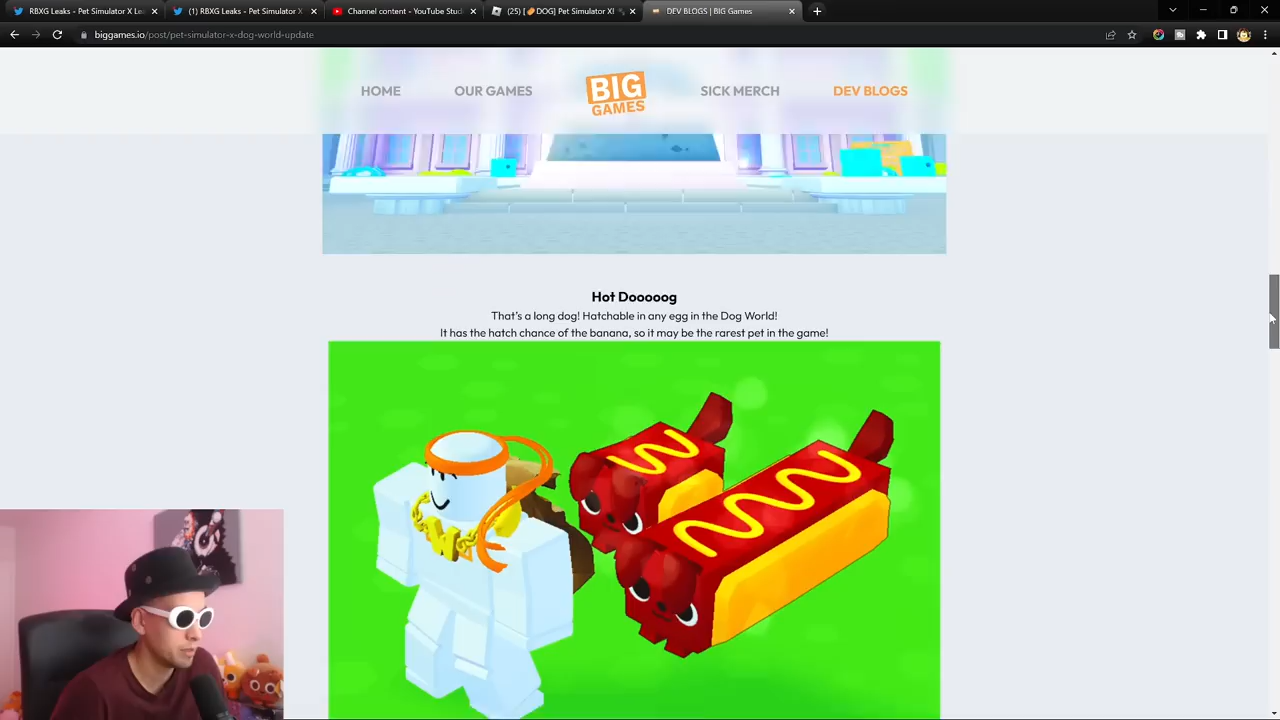 RBXG Leaks - Pet Simulator X Le
(1) RBXG Leaks - Pet Simulator X
Channel content - YouTube Stud
(25) [DOG] Pet Simulator X!
DEV BLOGS | BIG Games
biggames.io/post/pet-simulator-x-dog-world-update
HOME
OUR GAMES
BIG GAMES
SICK MERCH
DEV BLOGS
Hot Dooooog
That's a long dog! Hatchable in any egg in the Dog World!
It has the hatch chance of the banana, so it may be the rarest pet in the game!
W